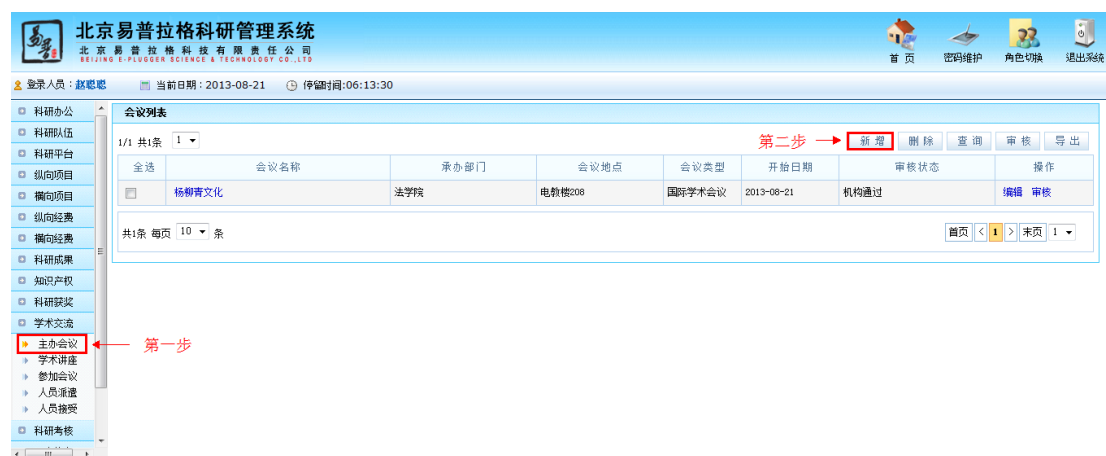 易普
北京易普拉格科研管理系统
北京易普拉格科技有限责任公司
BEIJING E-PLUGGER SCIENCE & TECHNOLOGY CO.,LTD
首 页 密码维护 角色切换 退出系统
登录人员：赵聪聪 当前日期：2013-08-21 停留时间:06:13:30
科研办公
科研队伍
科研平台
纵向项目
横向项目
纵向经费
横向经费
科研成果
知识产权
科研获奖
学术交流
主办会议
学术讲座
参加会议
人员派遣
人员接受
科研考核
第一步
会议列表
1/1 共1条 1
第二步
新 增 删 除 查 询 审 核 导 出
全选 会议名称 承办部门 会议地点 会议类型 开始日期 审核状态 操作
杨柳青文化 法学院 电教楼208 国际学术会议 2013-08-21 机构通过 编辑 审核
共1条 每页 10 条
首页 < 1 > 末页 1